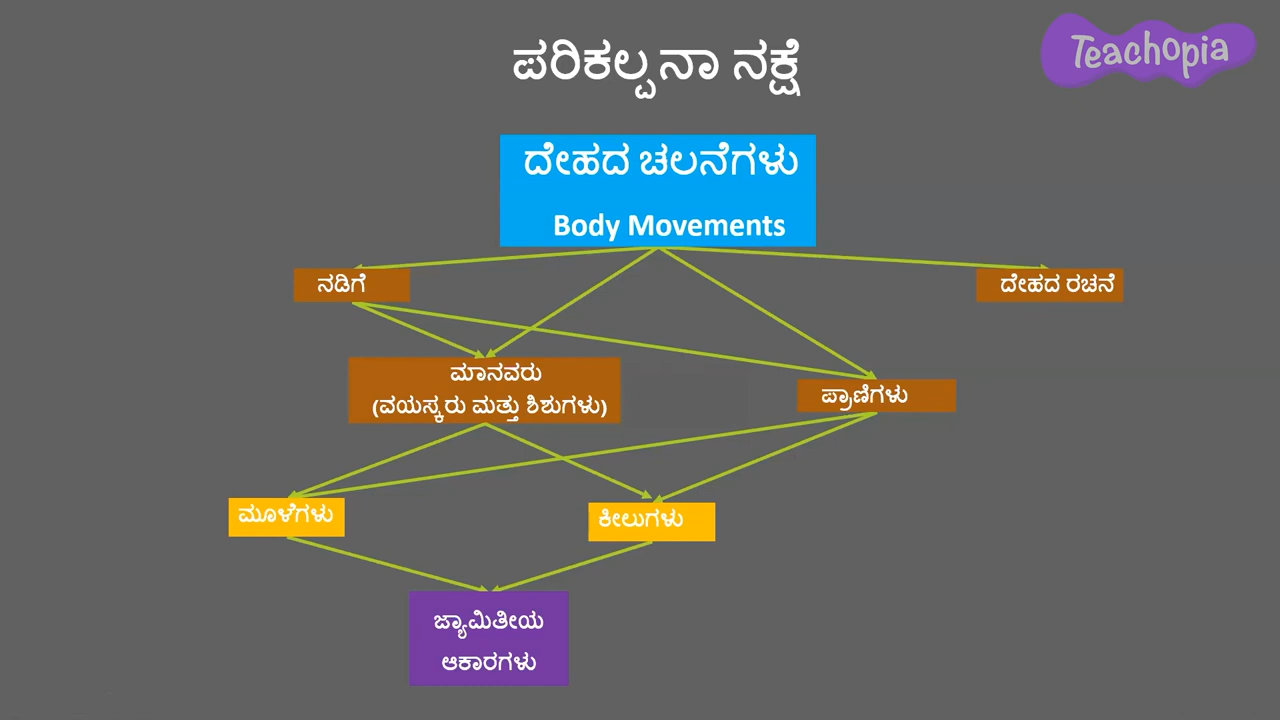 ಪರಿಕಲ್ಪನಾ ನಕ್ಷೆ
Teachopia
ದೇಹದ ಚಲನೆಗಳು
Body Movements
ನಡಿಗೆ
ದೇಹದ ರಚನೆ
ಮಾನವರು
(ವಯಸ್ಕರು ಮತ್ತು ಶಿಶುಗಳು)
ಪ್ರಾಣಿಗಳು
ಮೂಳೆಗಳು
ಕೀಲುಗಳು
ಜ್ಯಾಮಿತೀಯ
ಆಕಾರಗಳು